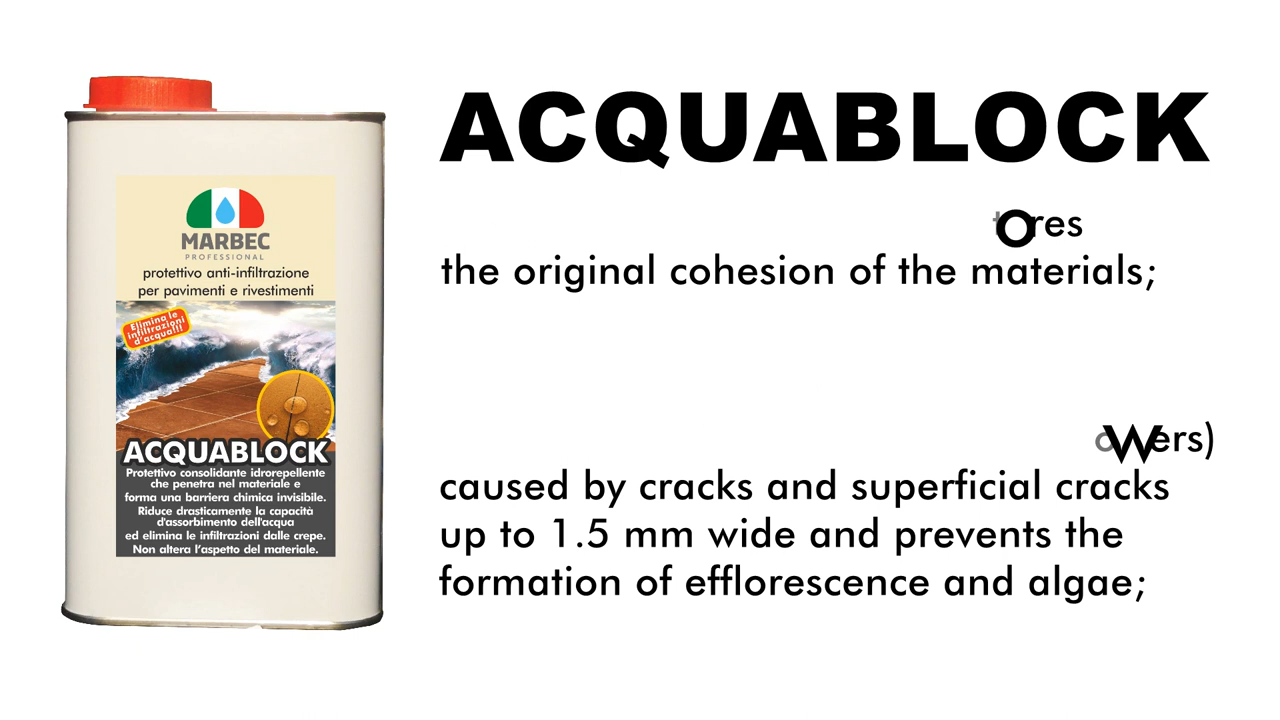 MARBEC
PROFESSIONAL
protettivo anti-infiltrazione
per pavimenti e rivestimenti
Elimina le
infiltrazioni
d'acqua!!!
ACQUABLOCK
Protettivo consolidante idrorepellente
che penetra nel materiale e
forma una barriera chimica invisibile.
Riduce drasticamente la capacità
d'assorbimento dell'acqua
ed elimina le infiltrazioni dalle crepe.
Non altera l'aspetto del materiale.
ACQUABLOCK
tores
the original cohesion of the materials;
owers)
caused by cracks and superficial cracks
up to 1.5 mm wide and prevents the
formation of efflorescence and algae;